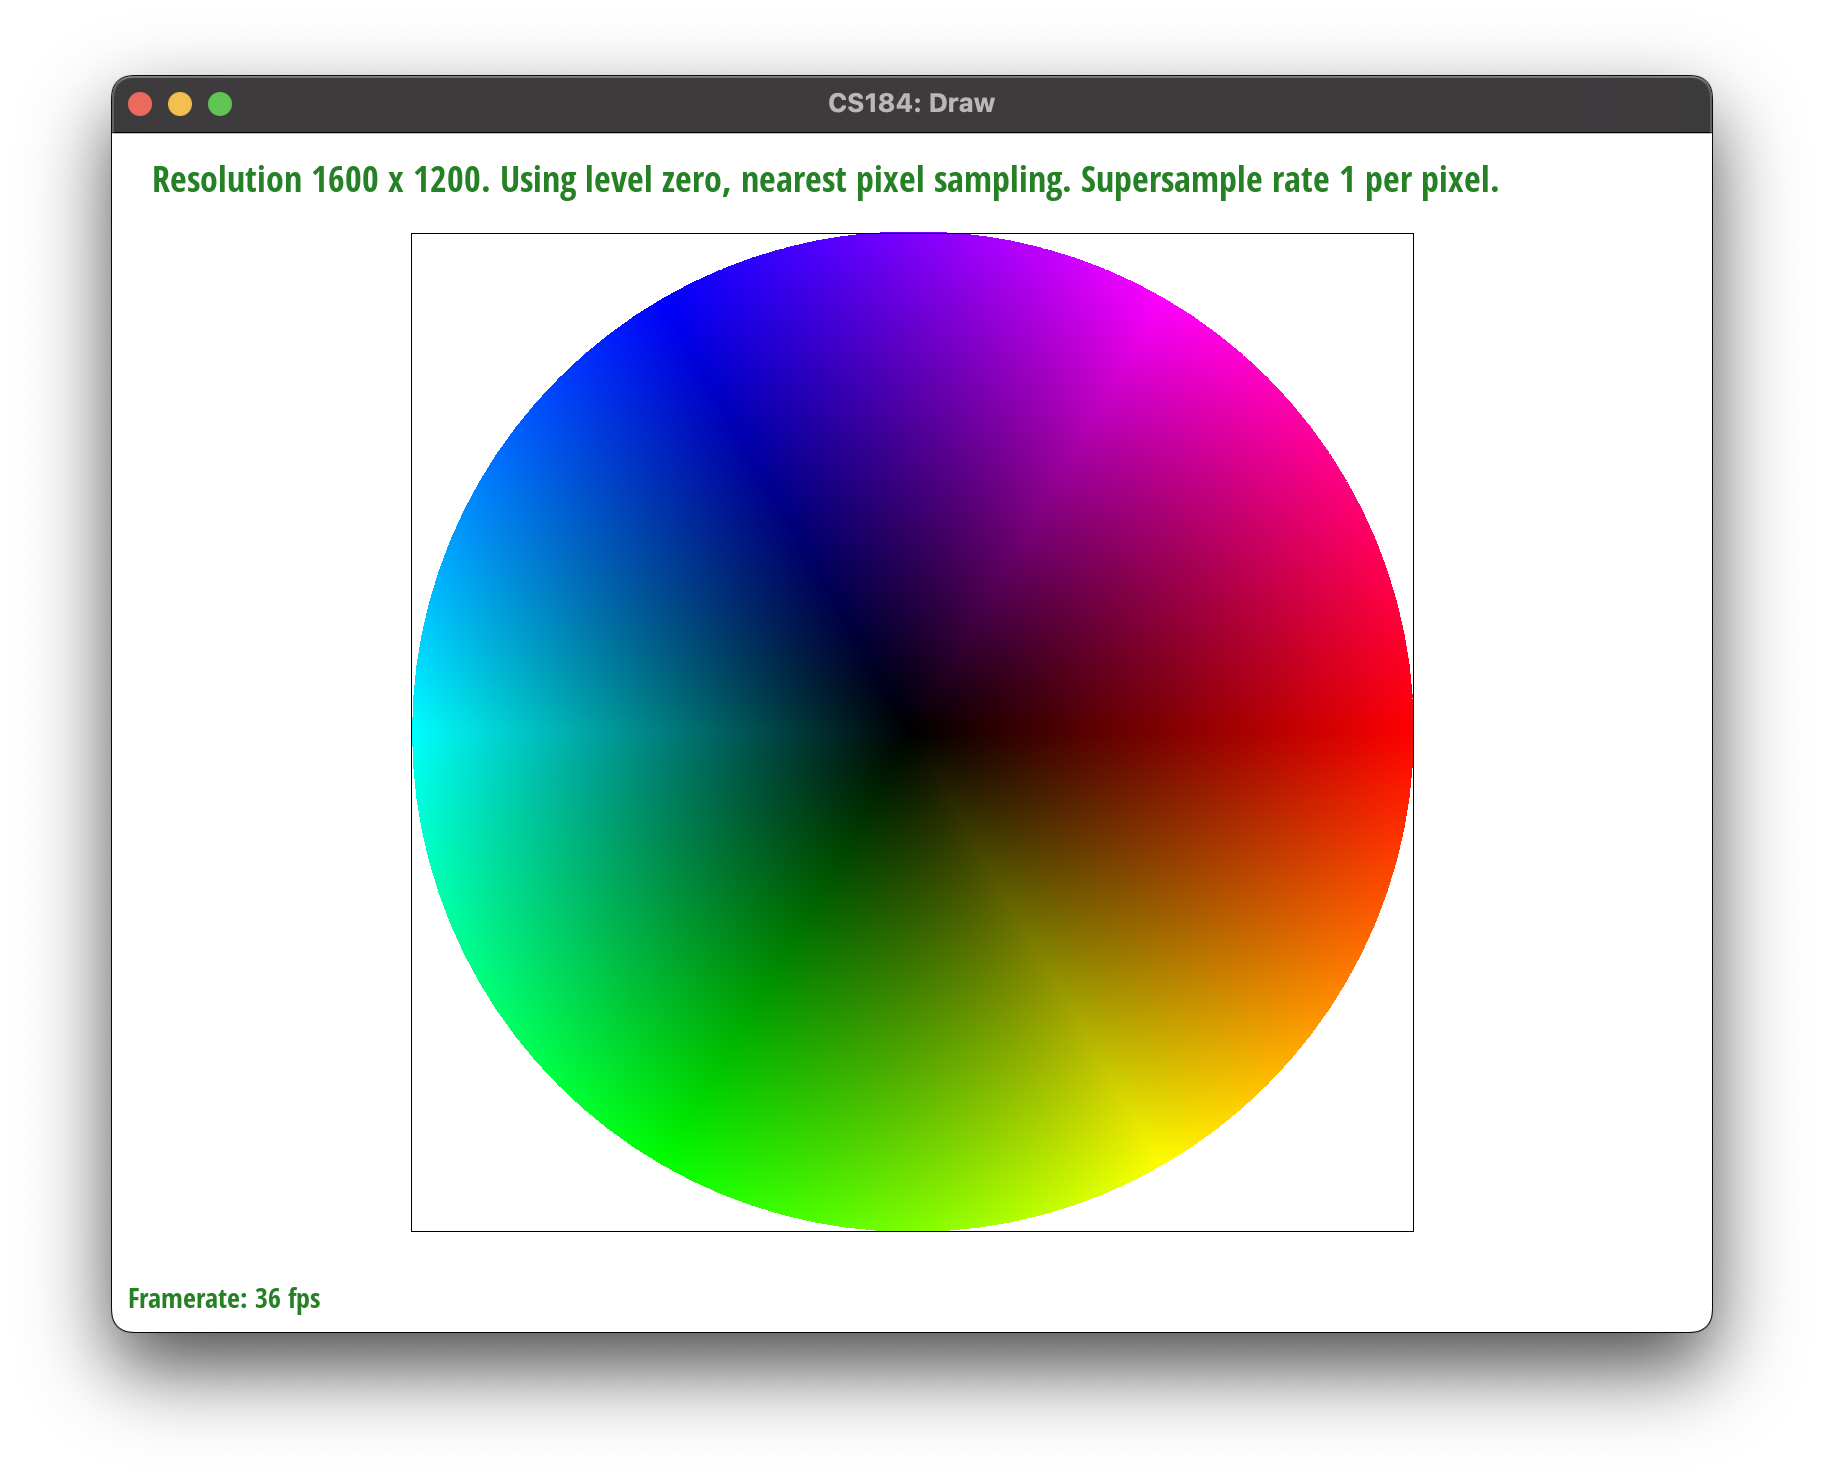 CS184: Draw
Resolution 1600 x 1200. Using level zero, nearest pixel sampling. Supersample rate 1 per pixel.
Framerate: 36 fps